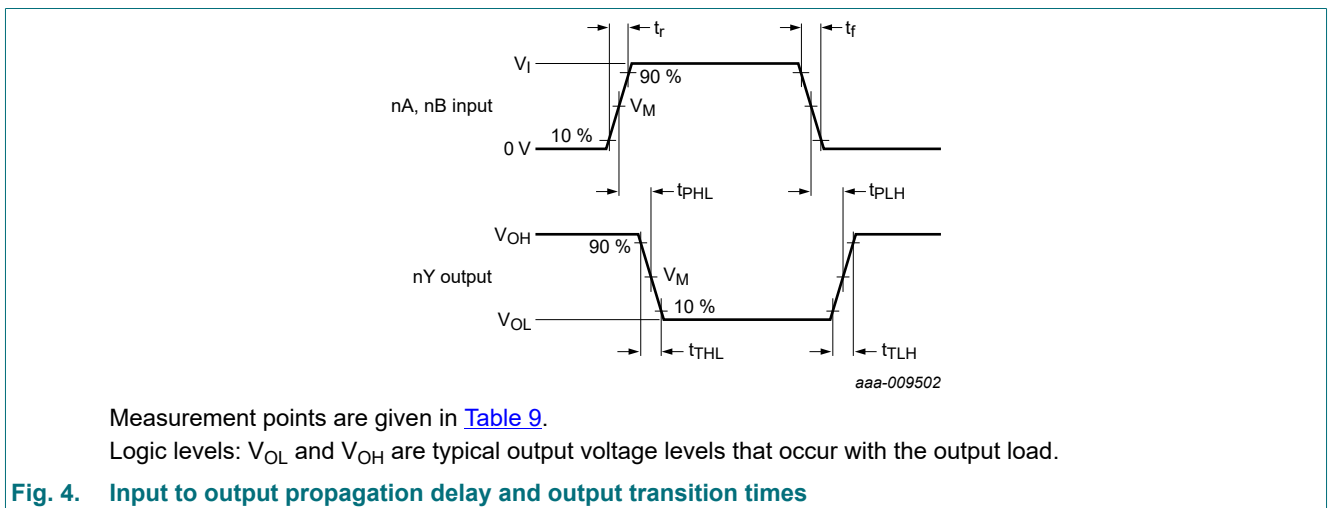 tr
tf
VI
90 %
nA, nB input
VM
10 %
0 V
tPHL
tPLH
VOH
90 %
nY output
VM
10 %
VOL
tTHL
tTLH
aaa-009502
Measurement points are given in Table 9.
Logic levels: VOL and VOH are typical output voltage levels that occur with the output load.
Fig. 4. Input to output propagation delay and output transition times